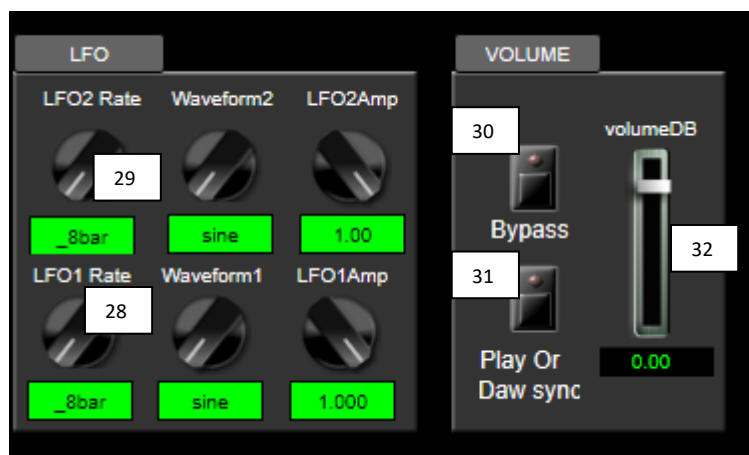 LFO
LFO2 Rate Waveform2 LFO2Amp
29
_8bar sine 1.00
LFO1 Rate Waveform1 LFO1Amp
28
_8bar sine 1.000
VOLUME
30
volumeDB
Bypass
32
31
Play Or
Daw sync
0.00